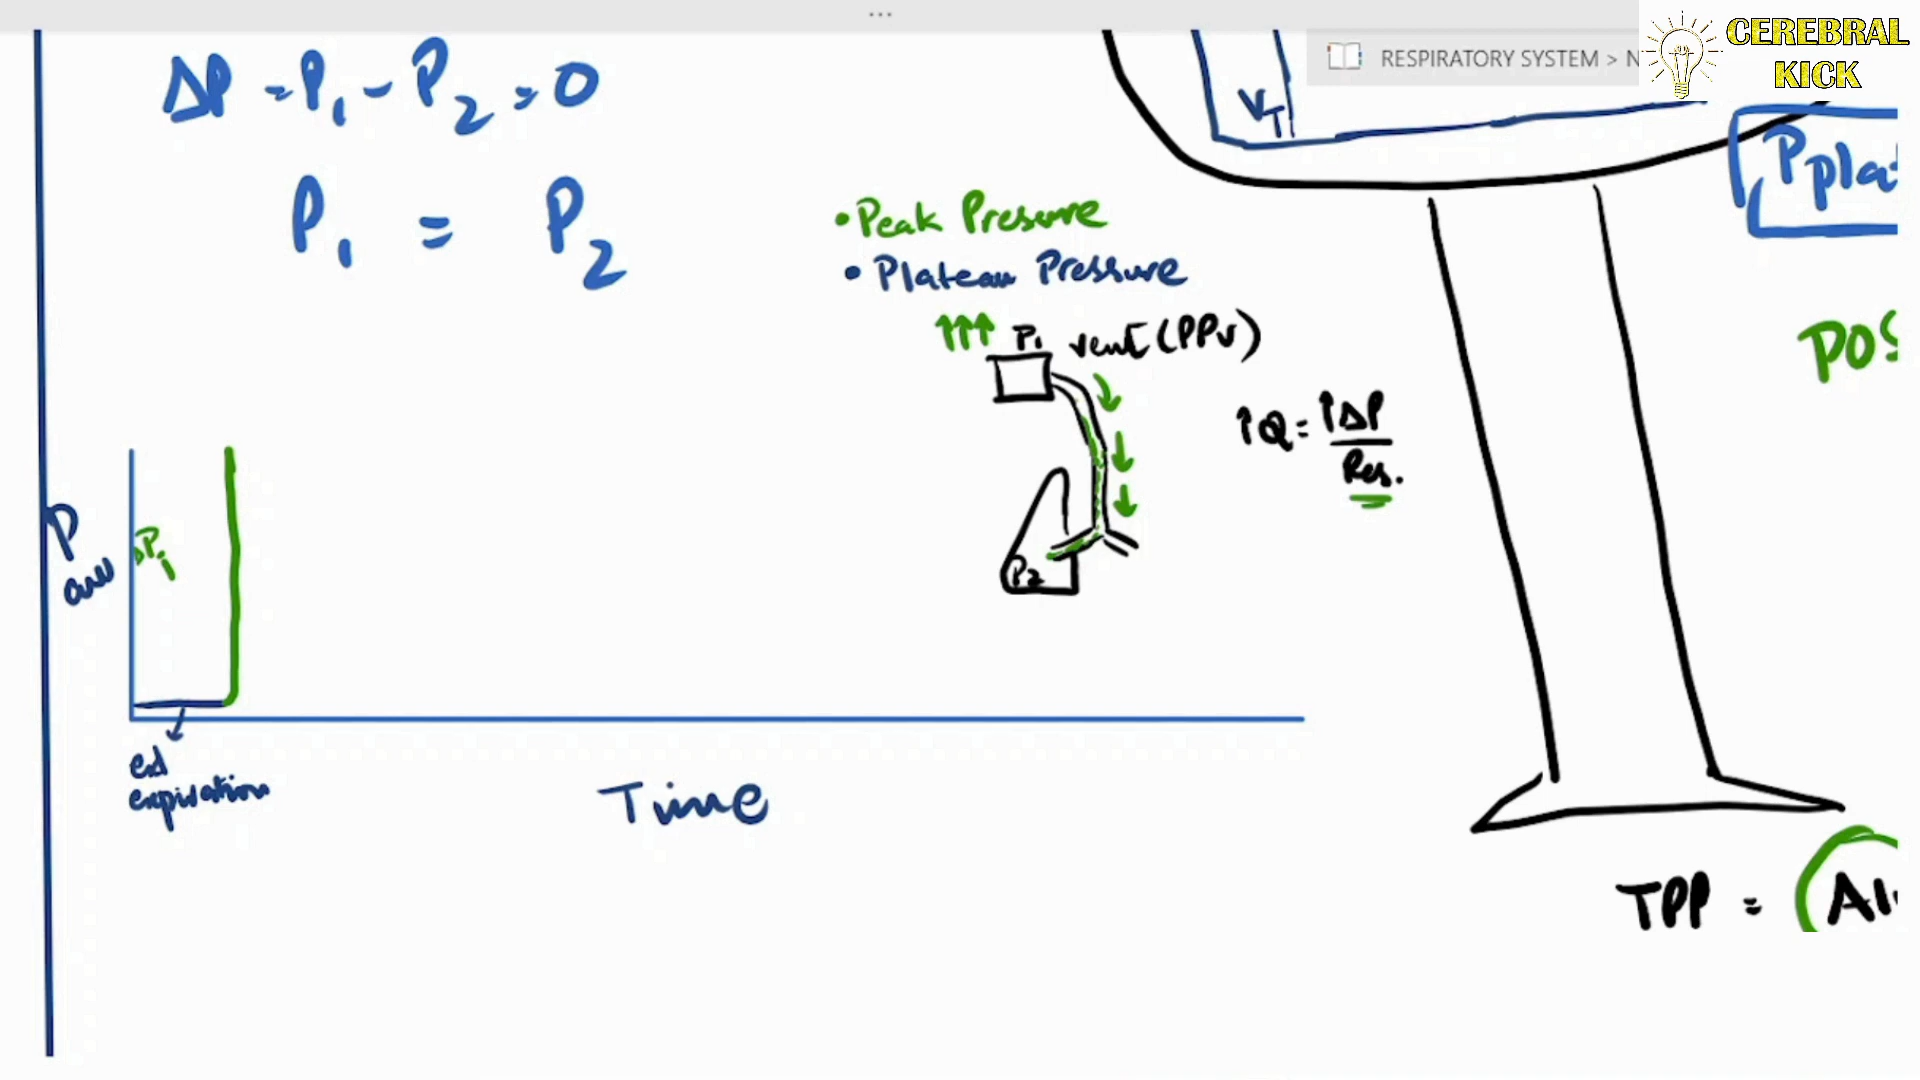 ...
RESPIRATORY SYSTEM > N
CEREBRAL
KICK
ΔP = P1 - P2 = 0
P1 = P2
VT
Pplat
• Peak Pressure
• Plateau Pressure
↑↑↑ P1 vent (PPV)
↑Q = ↑ΔP
Res.
POS
P
aw
P1
P2
end
expiration
Time
TPP = Al